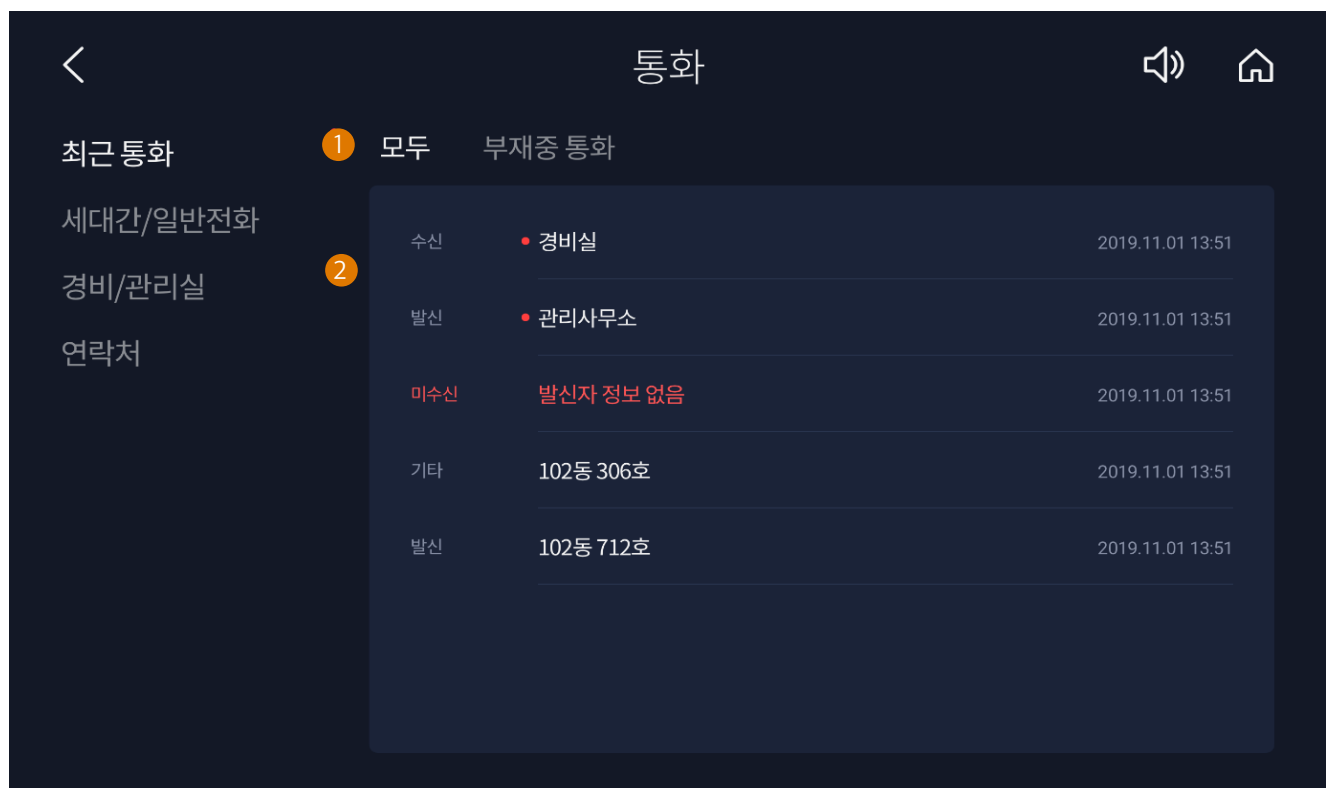 통화
최근 통화
세대간/일반전화
경비/관리실
연락처
1 모두 부재중 통화
2
수신 경비실 2019.11.01 13:51
발신 관리사무소 2019.11.01 13:51
미수신 발신자 정보 없음 2019.11.01 13:51
기타 102동 306호 2019.11.01 13:51
발신 102동 712호 2019.11.01 13:51